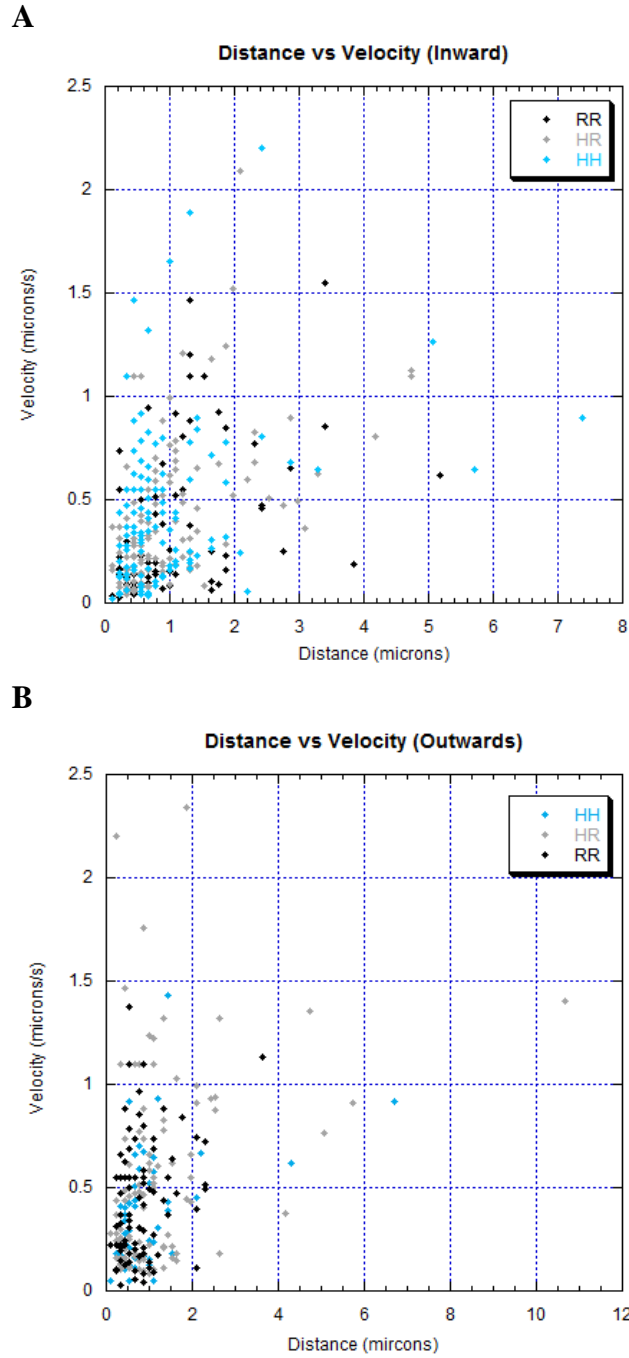 A
Distance vs Velocity (Inward)
2.5
2
1.5
1
0.5
0
Velocity (microns/s)
RR
HR
HH
0 1 2 3 4 5 6 7 8
Distance (microns)
B
Distance vs Velocity (Outwards)
2.5
2
1.5
1
0.5
0
Velocity (microns/s)
HH
HR
RR
0 2 4 6 8 10 12
Distance (mircons)